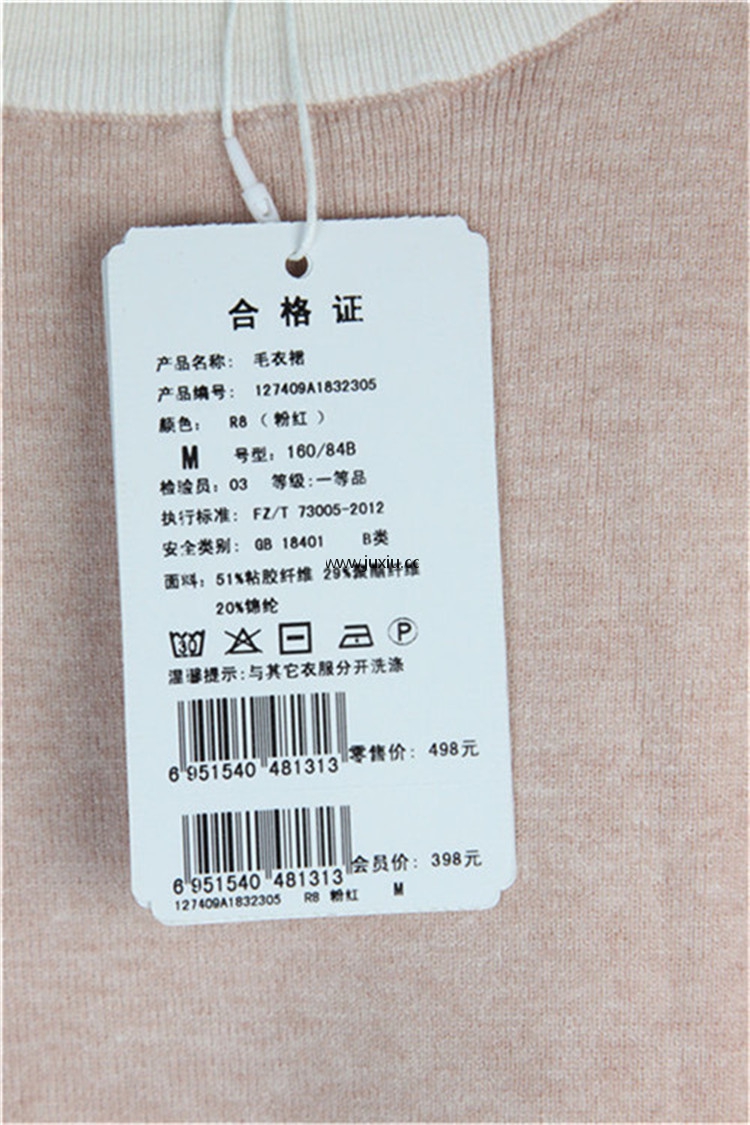 合格证
产品名称: 毛衣裙
产品编号: 127409A1832305
颜色: R8 (粉红)
M 号型: 160/84B
检验员: 03 等级:一等品
执行标准: FZ/T 73005-2012
安全类别: GB 18401 B类
www.juxiu.cc
面料: 51%粘胶纤维 29%聚酯纤维
20%锦纶
30 P
温馨提示:与其它衣服分开洗涤
零售价: 498元
6 951540 481313
会员价: 398元
6 951540 481313
127409A1832305 R8 粉红 M